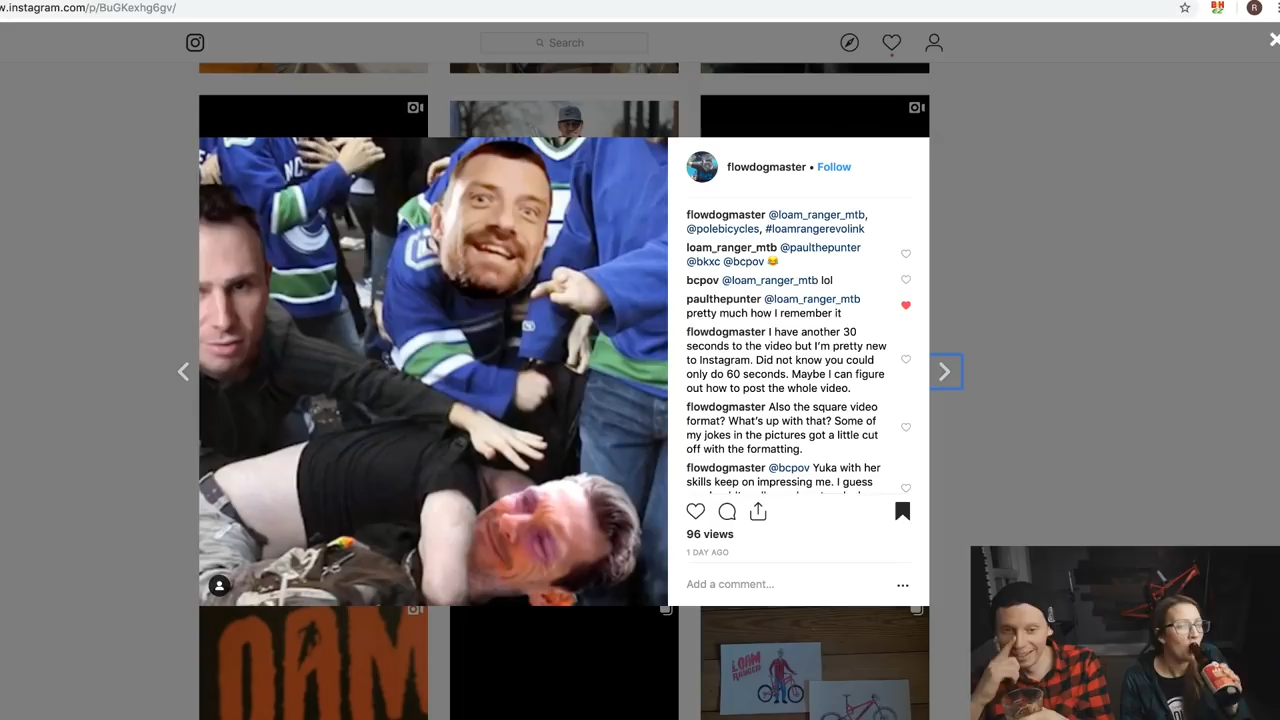 w.instagram.com/p/BuGKexhg6gv/
R
Search
flowdogmaster • Follow
flowdogmaster @loam_ranger_mtb,
@polebicycles, #loamrangerevolink
loam_ranger_mtb @paulthepunter
@bkxc @bcpov 😂
bcpov @loam_ranger_mtb lol
paulthepunter @loam_ranger_mtb
pretty much how I remember it
flowdogmaster I have another 30
seconds to the video but I'm pretty new
to Instagram. Did not know you could
only do 60 seconds. Maybe I can figure
out how to post the whole video.
flowdogmaster Also the square video
format? What's up with that? Some of
my jokes in the pictures got a little cut
off with the formatting.
flowdogmaster @bcpov Yuka with her
skills keep on impressing me. I guess
96 views
1 DAY AGO
Add a comment...
OAM
LOAM
RANGER